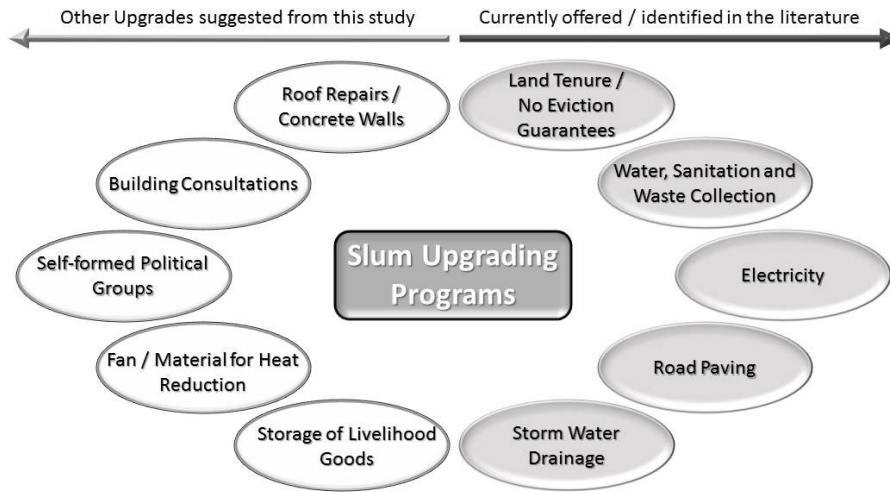 Other Upgrades suggested from this study
Currently offered / identified in the literature
Roof Repairs /
Concrete Walls
Land Tenure /
No Eviction
Guarantees
Building Consultations
Water, Sanitation and
Waste Collection
Self-formed Political
Groups
Slum Upgrading
Programs
Electricity
Fan / Material for Heat
Reduction
Road Paving
Storage of Livelihood
Goods
Storm Water
Drainage